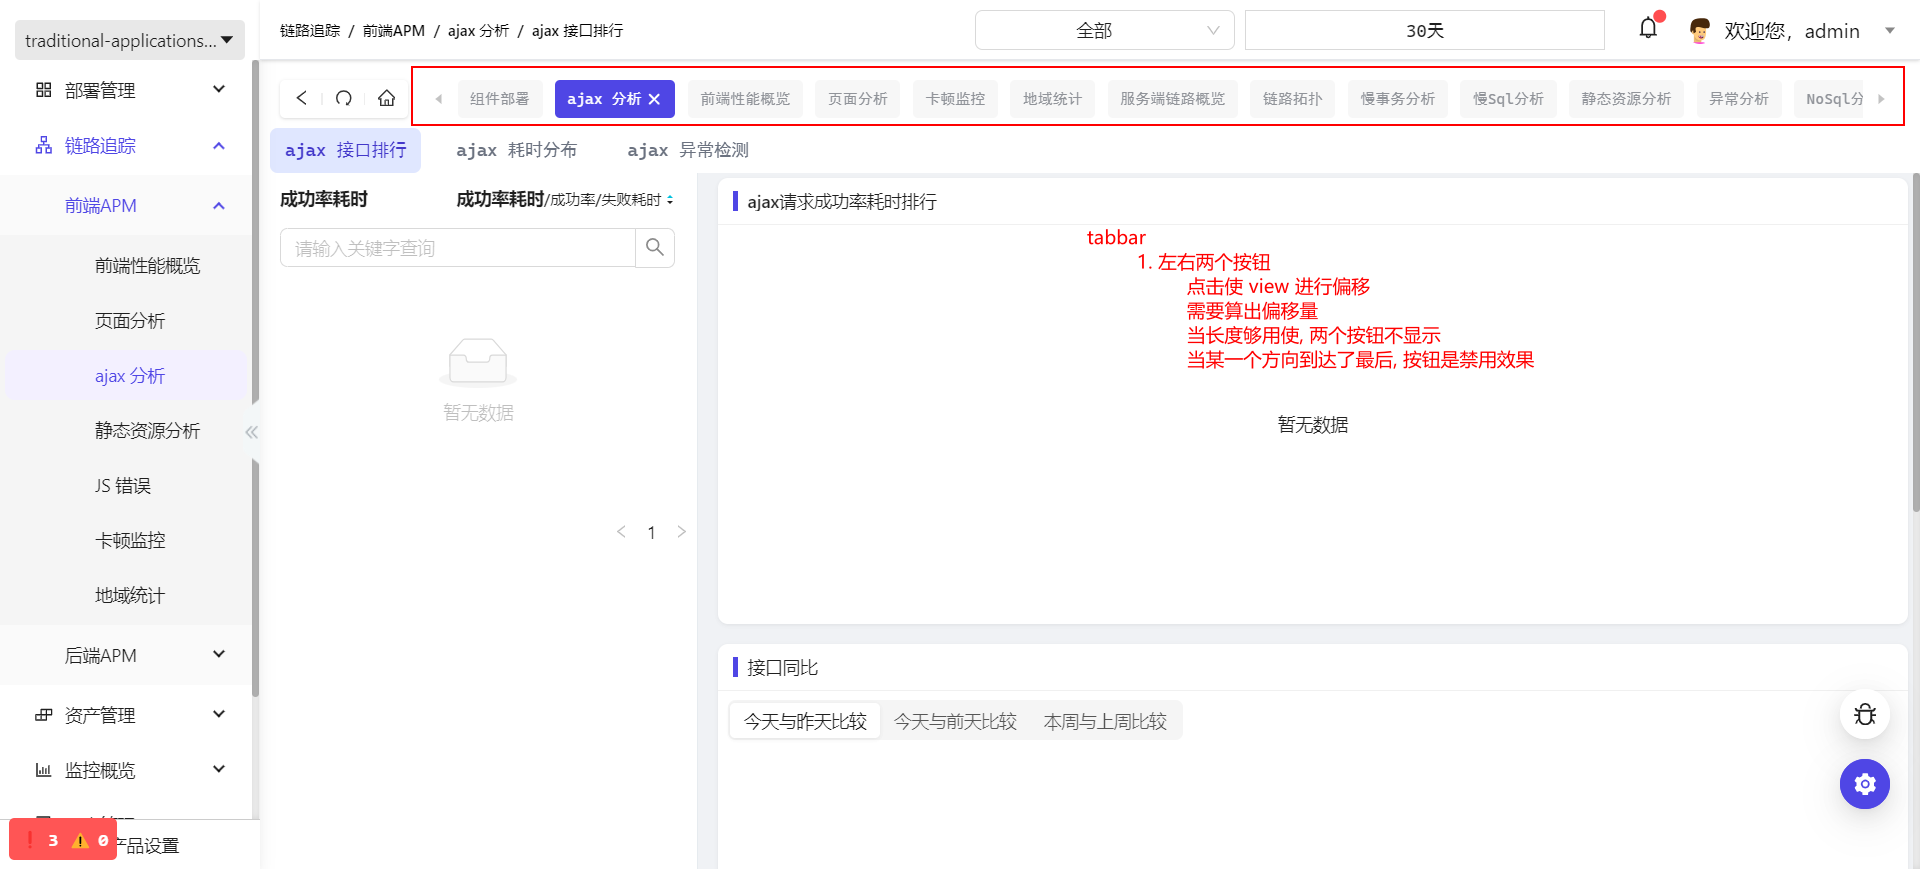 traditional-applications...
链路追踪 / 前端APM / ajax 分析 / ajax 接口排行
全部
30天
欢迎您，admin
组件部署
ajax 分析
前端性能概览
页面分析
卡顿监控
地域统计
服务端链路概览
链路拓扑
慢事务分析
慢Sql分析
静态资源分析
异常分析
NoSql分
部署管理
链路追踪
前端APM
前端性能概览
页面分析
ajax 分析
静态资源分析
JS 错误
卡顿监控
地域统计
后端APM
资产管理
监控概览
3
0
产品设置
ajax 接口排行
ajax 耗时分布
ajax 异常检测
成功率耗时
成功率耗时/成功率/失败耗时
请输入关键字查询
暂无数据
1
ajax请求成功率耗时排行
tabbar
1. 左右两个按钮
点击使 view 进行偏移
需要算出偏移量
当长度够用使, 两个按钮不显示
当某一个方向到达了最后, 按钮是禁用效果
暂无数据
接口同比
今天与昨天比较
今天与前天比较
本周与上周比较